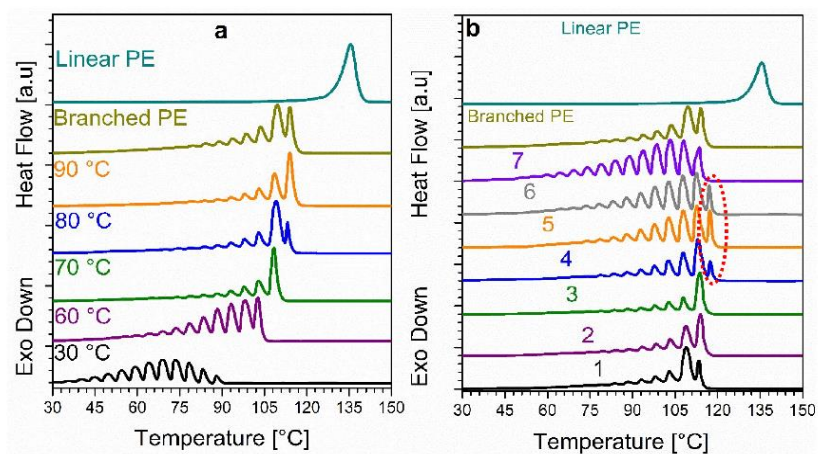 a
Linear PE
Branched PE
90 °C
80 °C
70 °C
60 °C
30 °C
Exo Down
Heat Flow [a.u]
30 45 60 75 90 105 120 135 150
Temperature [°C]
b
Linear PE
Branched PE
7
6
5
4
3
2
1
Exo Down
Heat Flow [a.u]
30 45 60 75 90 105 120 135 150
Temperature [°C]